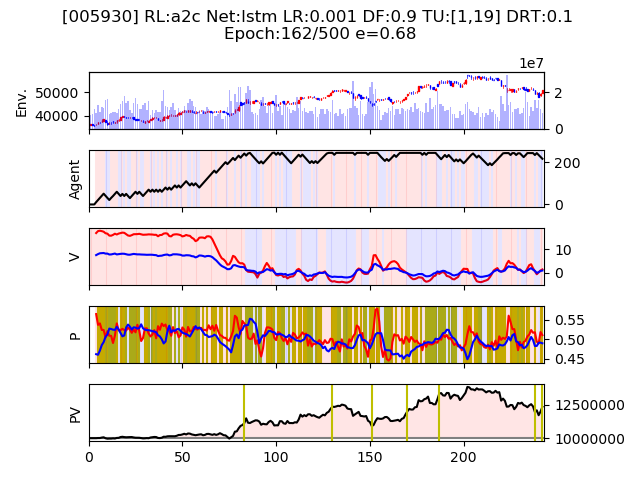 [005930] RL:a2c Net:lstm LR:0.001 DF:0.9 TU:[1,19] DRT:0.1
Epoch:162/500 e=0.68
1e7
Env.
50000
40000
2
0
Agent
200
0
V
10
0
P
0.55
0.50
0.45
PV
12500000
10000000
0 50 100 150 200